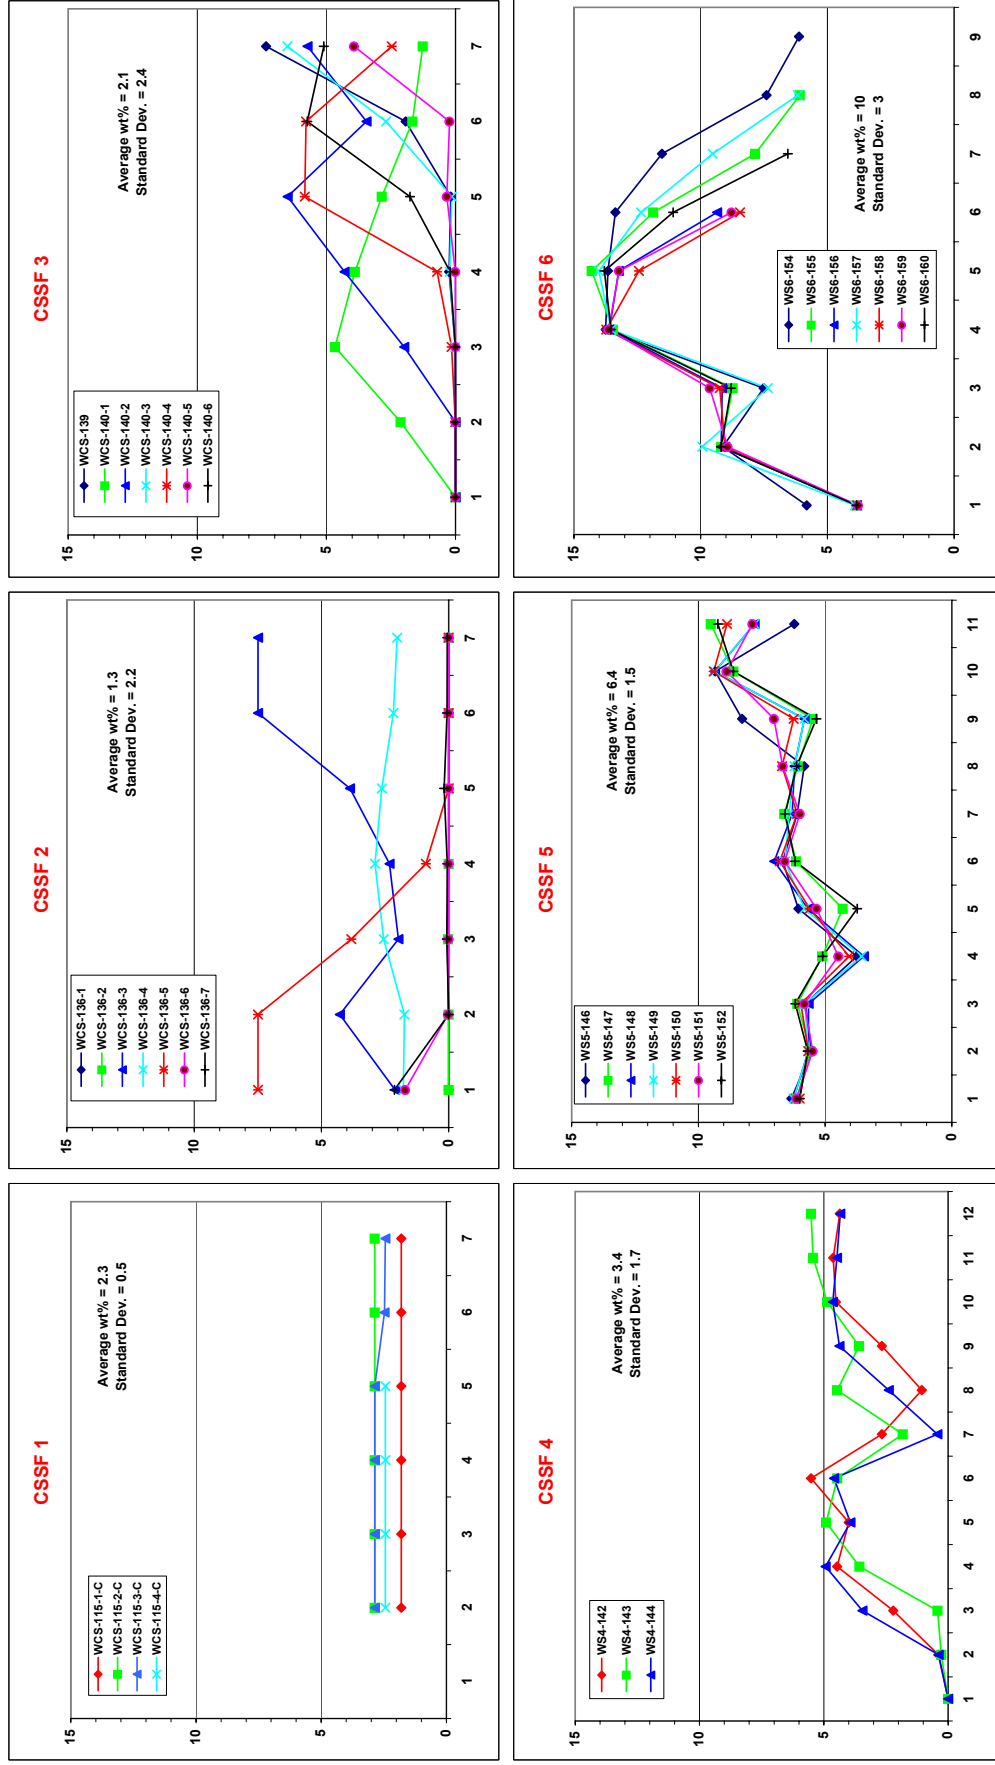 CSSF 1
Average wt% = 2.3
Standard Dev. = 0.5
WCS-115-1-C
WCS-115-2-C
WCS-115-3-C
WCS-115-4-C
15
10
5
0
1 2 3 4 5 6 7
CSSF 2
Average wt% = 1.3
Standard Dev. = 2.2
WCS-136-1
WCS-136-2
WCS-136-3
WCS-136-4
WCS-136-5
WCS-136-6
WCS-136-7
15
10
5
0
1 2 3 4 5 6 7
CSSF 3
Average wt% = 2.1
Standard Dev. = 2.4
WCS-139
WCS-140-1
WCS-140-2
WCS-140-3
WCS-140-4
WCS-140-5
WCS-140-6
15
10
5
0
1 2 3 4 5 6 7
CSSF 4
Average wt% = 3.4
Standard Dev. = 1.7
WS4-142
WS4-143
WS4-144
15
10
5
0
1 2 3 4 5 6 7 8 9 10 11 12
CSSF 5
Average wt% = 6.4
Standard Dev. = 1.5
WS5-146
WS5-147
WS5-148
WS5-149
WS5-150
WS5-151
WS5-152
15
10
5
0
1 2 3 4 5 6 7 8 9 10 11
CSSF 6
Average wt% = 10
Standard Dev. = 3
WS6-154
WS6-155
WS6-156
WS6-157
WS6-158
WS6-159
WS6-160
15
10
5
0
1 2 3 4 5 6 7 8 9